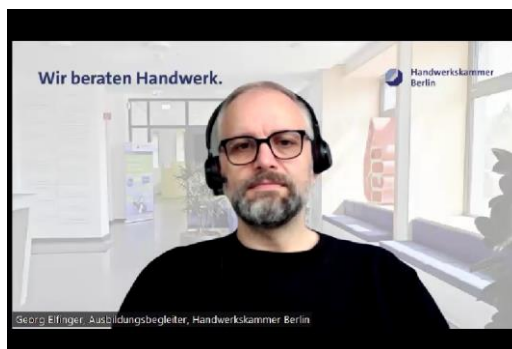 Wir beraten Handwerk.
Handwerkskammer
Berlin
Georg Elfinger, Ausbildungsbegleiter, Handwerkskammer Berlin